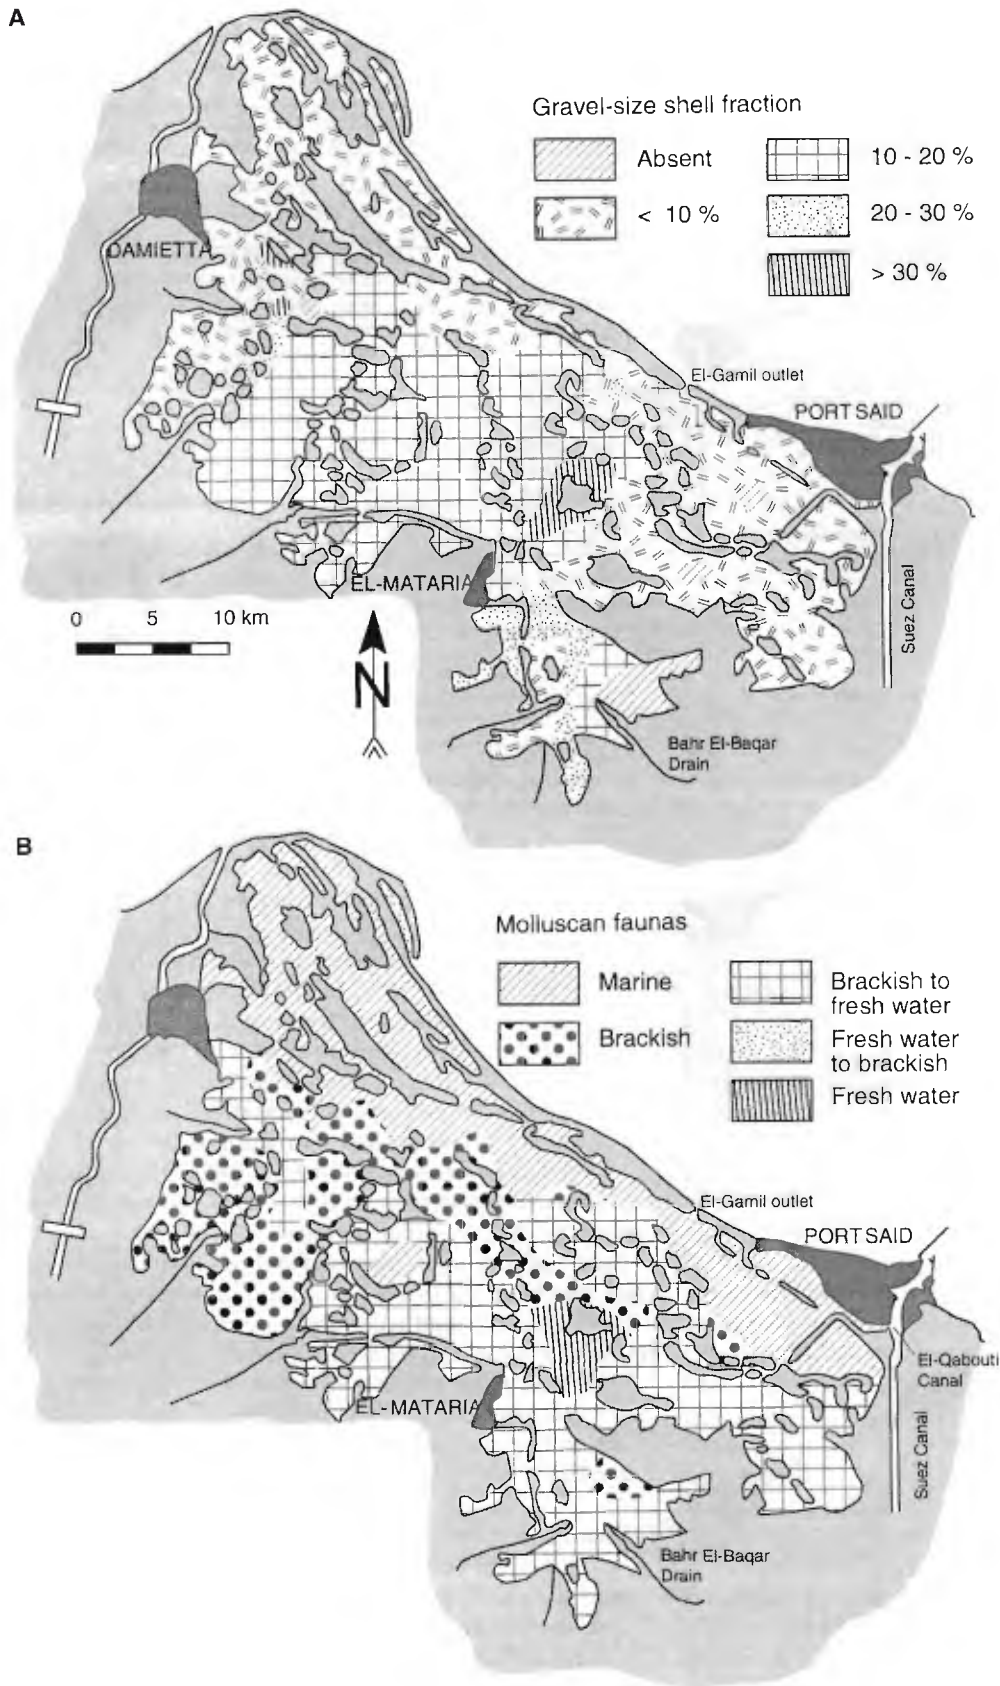 A
Gravel-size shell fraction
Absent
< 10 %
10 - 20 %
20 - 30 %
> 30 %
DAMIETTA
El-Gamil outlet
PORT SAID
EL-MATARIA
0 5 10 km
N
Suez Canal
Bahr El-Baqar
Drain
B
Molluscan faunas
Marine
Brackish
Brackish to
fresh water
Fresh water
to brackish
Fresh water
El-Gamil outlet
PORT SAID
El-Qabouti
Canal
EL-MATARIA
Suez Canal
Bahr El-Baqar
Drain